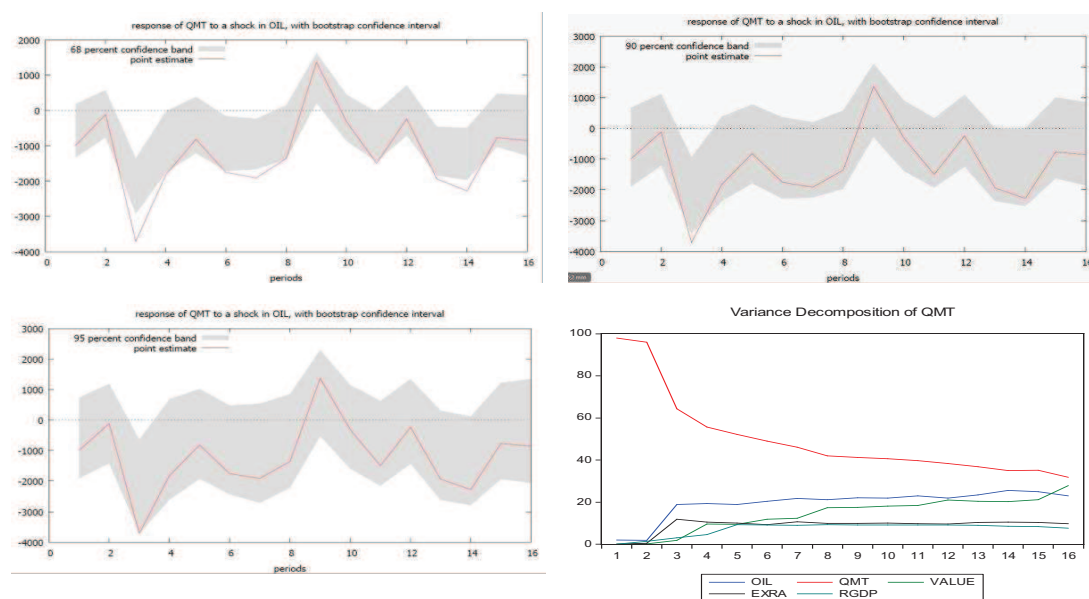 response of QMT to a shock in OIL, with bootstrap confidence interval
68 percent confidence band
point estimate
2000
1000
0
-1000
-2000
-3000
-4000
0 2 4 6 8 10 12 14 16
periods
response of QMT to a shock in OIL, with bootstrap confidence interval
90 percent confidence band
point estimate
3000
2000
1000
0
-1000
-2000
-3000
-4000
0 2 4 6 8 10 12 14 16
periods
response of QMT to a shock in OIL, with bootstrap confidence interval
95 percent confidence band
point estimate
3000
2000
1000
0
-1000
-2000
-3000
-4000
0 2 4 6 8 10 12 14 16
periods
Variance Decomposition of QMT
100
80
60
40
20
0
1 2 3 4 5 6 7 8 9 10 11 12 13 14 15 16
OIL QMT VALUE
EXRA RGDP